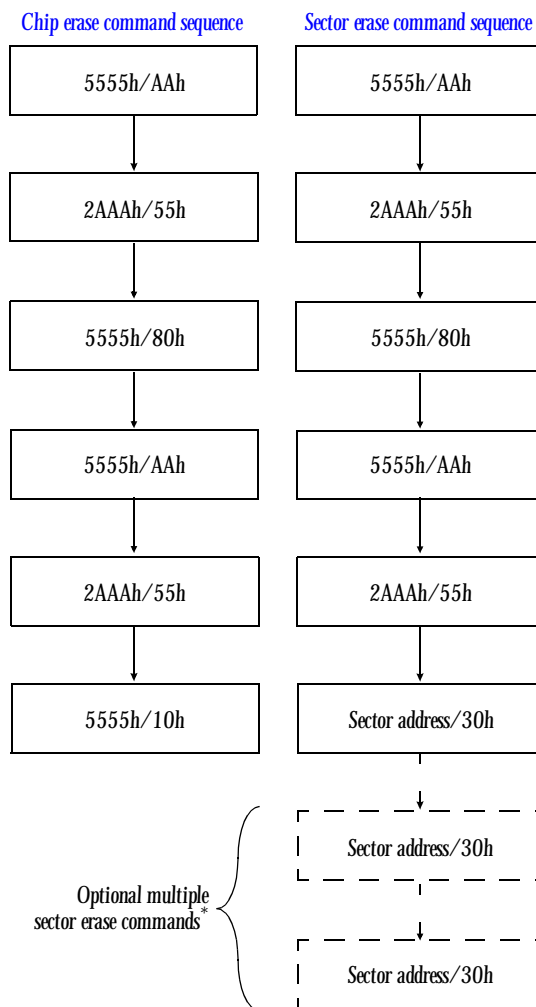 Chip erase command sequence
5555h/AAh
2AAAh/55h
5555h/80h
5555h/AAh
2AAAh/55h
5555h/10h
Sector erase command sequence
5555h/AAh
2AAAh/55h
5555h/80h
5555h/AAh
2AAAh/55h
Sector address/30h
Sector address/30h
Sector address/30h
Optional multiple
sector erase commands*